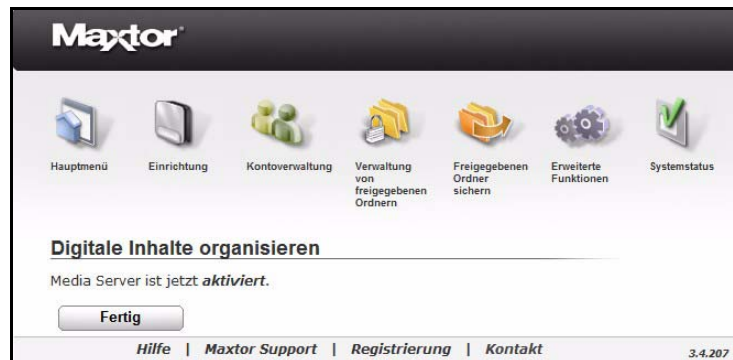 Maxtor
Hauptmenü
Einrichtung
Kontoverwaltung
Verwaltung
von
freigegebenen
Ordnern
Freigegebenen
Ordner
sichern
Erweiterte
Funktionen
Systemstatus
Digitale Inhalte organisieren
Media Server ist jetzt aktiviert.
Fertig
Hilfe | Maxtor Support | Registrierung | Kontakt
3.4.207